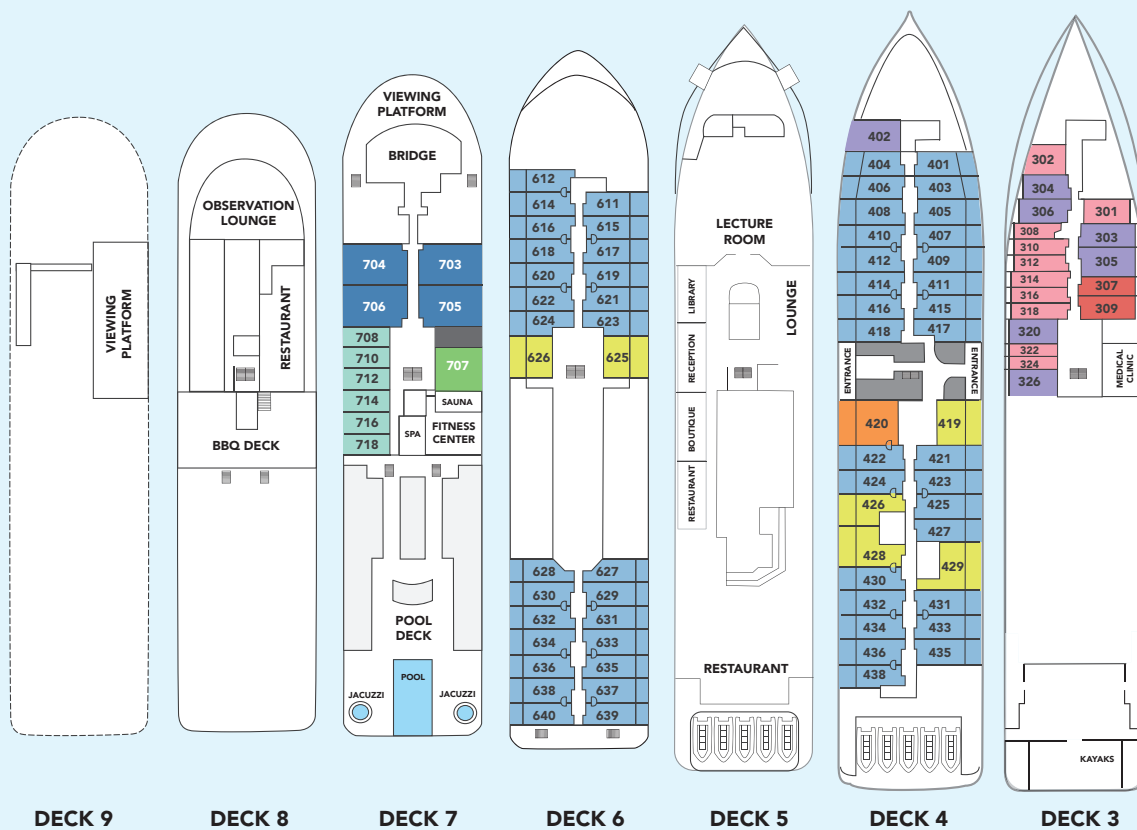 VIEWING
PLATFORM
DECK 9
OBSERVATION
LOUNGE
RESTAURANT
BBQ DECK
DECK 8
VIEWING
PLATFORM
BRIDGE
704
703
706
705
708
710
707
712
714
SAUNA
716
SPA
FITNESS
CENTER
718
POOL
DECK
POOL
JACUZZI
JACUZZI
DECK 7
612
614
611
616
615
618
617
620
619
622
621
624
623
626
625
628
627
630
629
632
631
634
633
636
635
638
637
640
639
DECK 6
LECTURE
ROOM
LIBRARY
LOUNGE
RECEPTION
BOUTIQUE
RESTAURANT
RESTAURANT
DECK 5
402
404
401
406
403
408
405
410
407
412
409
414
411
416
415
418
417
ENTRANCE
ENTRANCE
420
419
422
421
424
423
426
425
427
428
429
430
432
431
434
433
436
435
438
DECK 4
302
304
306
301
308
303
310
312
305
314
307
316
318
309
320
322
324
326
MEDICAL
CLINIC
KAYAKS
DECK 3